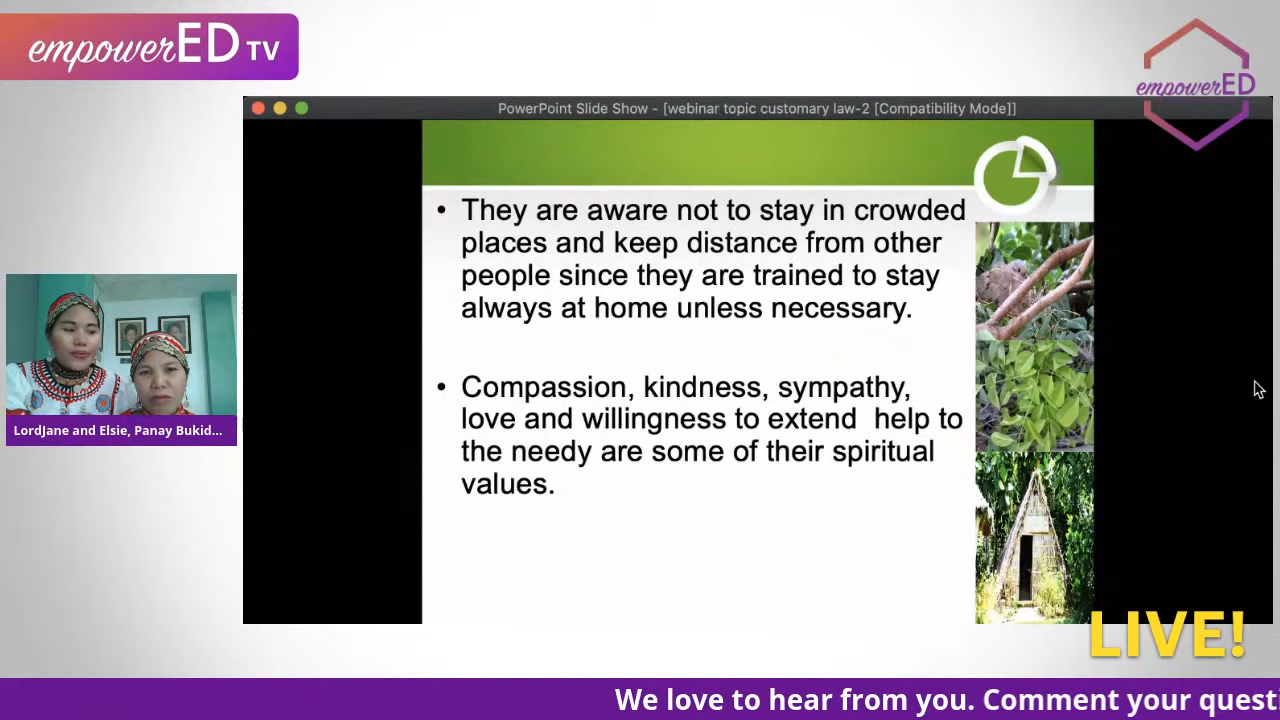 empowerED TV
empowerED
PowerPoint Slide Show - [webinar topic customary law-2 [Compatibility Mode]]
• They are aware not to stay in crowded
places and keep distance from other
people since they are trained to stay
always at home unless necessary.
• Compassion, kindness, sympathy,
love and willingness to extend help to
the needy are some of their spiritual
values.
LordJane and Elsie, Panay Bukid...
LIVE!
We love to hear from you. Comment your questi